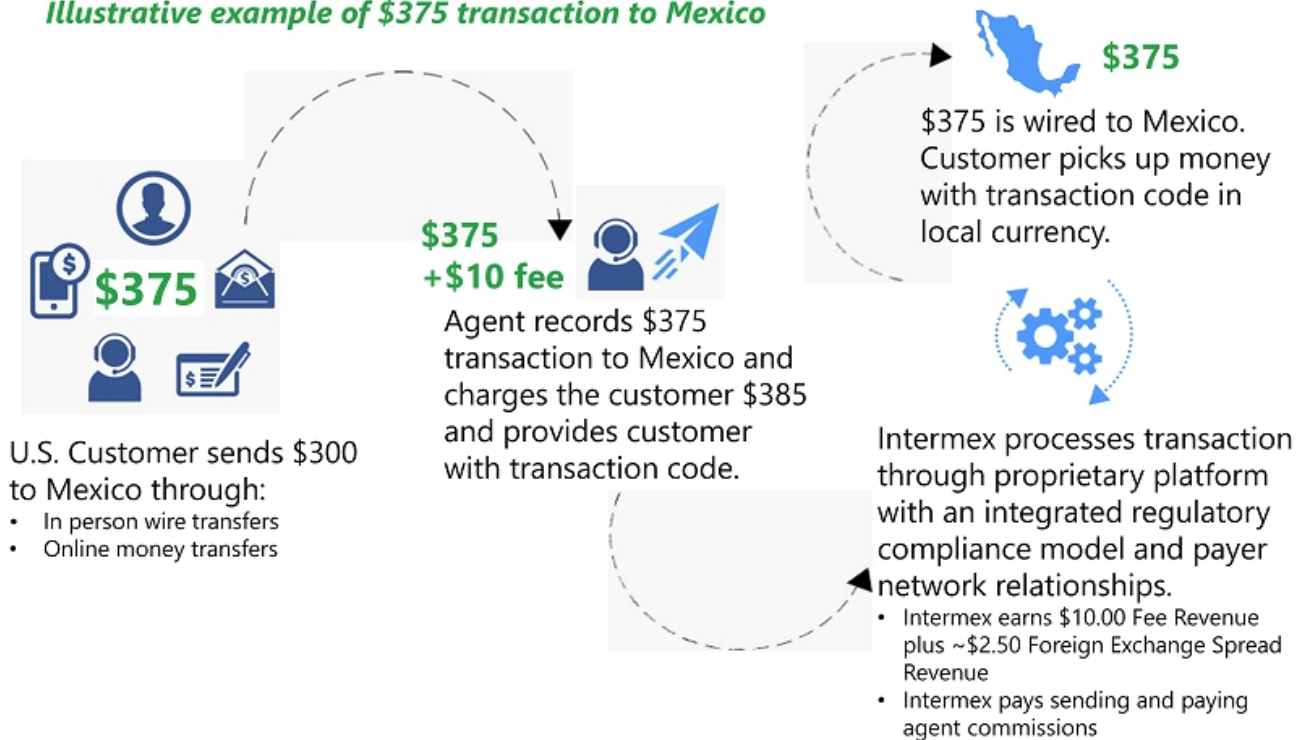 Illustrative example of $375 transaction to Mexico
$375
U.S. Customer sends $300
to Mexico through:
• In person wire transfers
• Online money transfers
$375
+$10 fee
Agent records $375
transaction to Mexico and
charges the customer $385
and provides customer
with transaction code.
$375
$375 is wired to Mexico.
Customer picks up money
with transaction code in
local currency.
Intermex processes transaction
through proprietary platform
with an integrated regulatory
compliance model and payer
network relationships.
• Intermex earns $10.00 Fee Revenue
plus ~$2.50 Foreign Exchange Spread
Revenue
• Intermex pays sending and paying
agent commissions